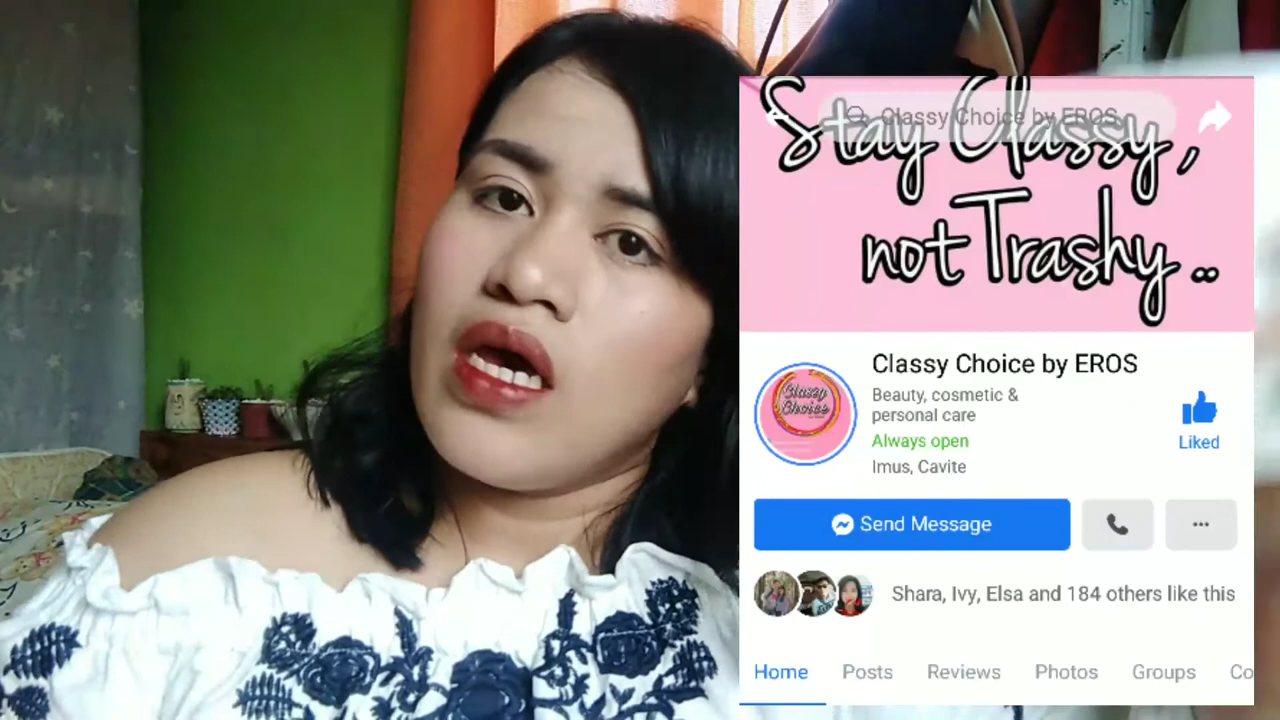 Stay Classy,
Classy Choice by EROS
not Trashy..
Classy Choice
Classy Choice by EROS
Beauty, cosmetic &
personal care
Always open
Imus, Cavite
Liked
Send Message
Shara, Ivy, Elsa and 184 others like this
Home Posts Reviews Photos Groups Co